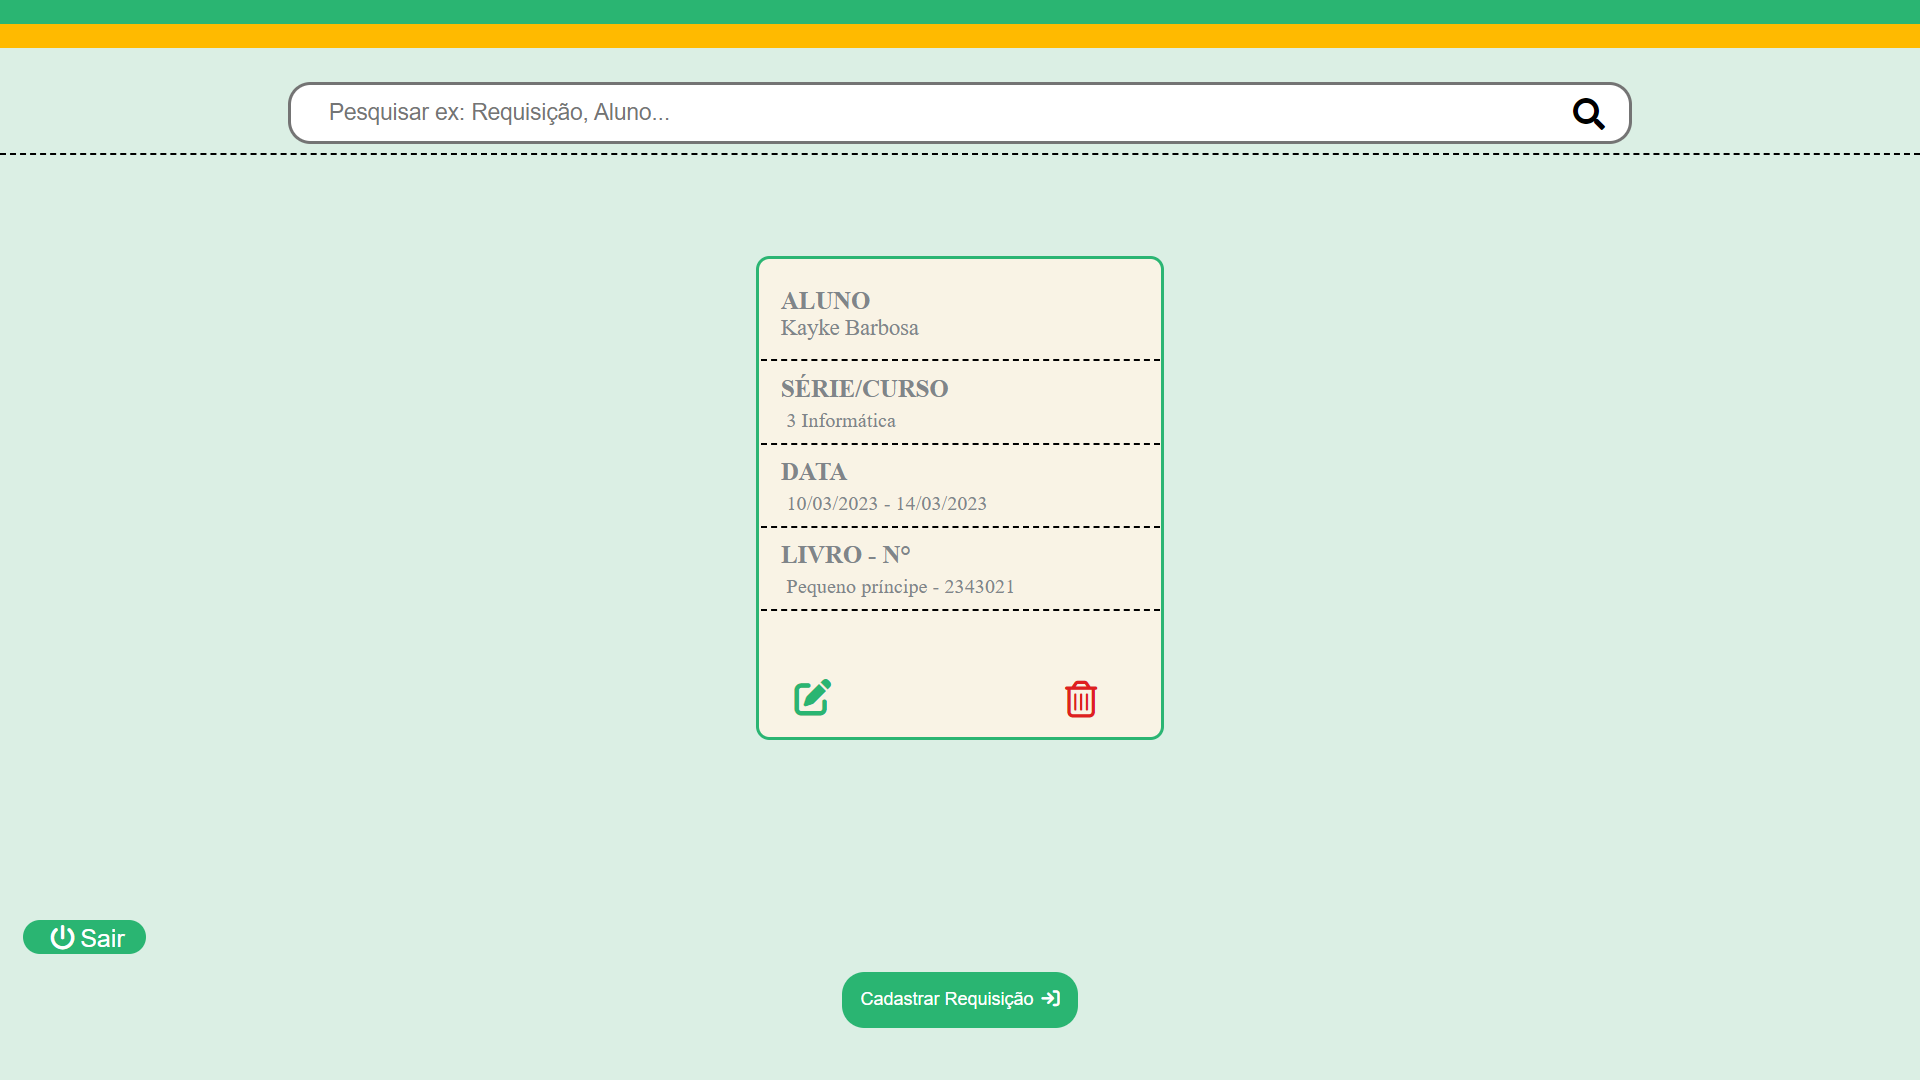 Pesquisar ex: Requisição, Aluno...
ALUNO
Kayke Barbosa
SÉRIE/CURSO
3 Informática
DATA
10/03/2023 - 14/03/2023
LIVRO - N°
Pequeno príncipe - 2343021
Sair
Cadastrar Requisição